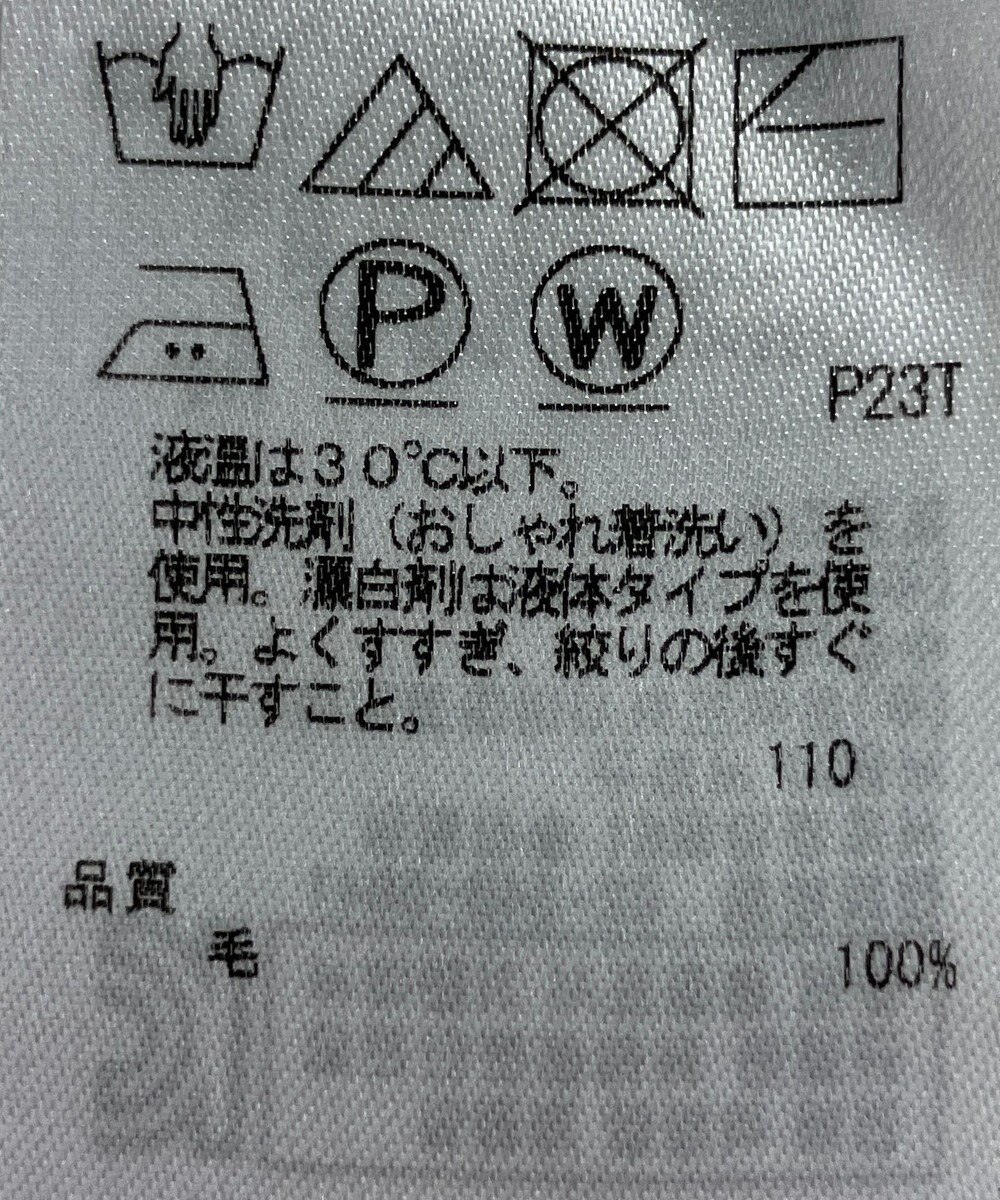 P
W
P23T
液温は30℃以下。
中性洗剤（おしゃれ着洗い）を
使用。漂白剤は液体タイプを使
用。よくすすぎ、絞りの後すぐ
に干すこと。
110
品質
毛 100%